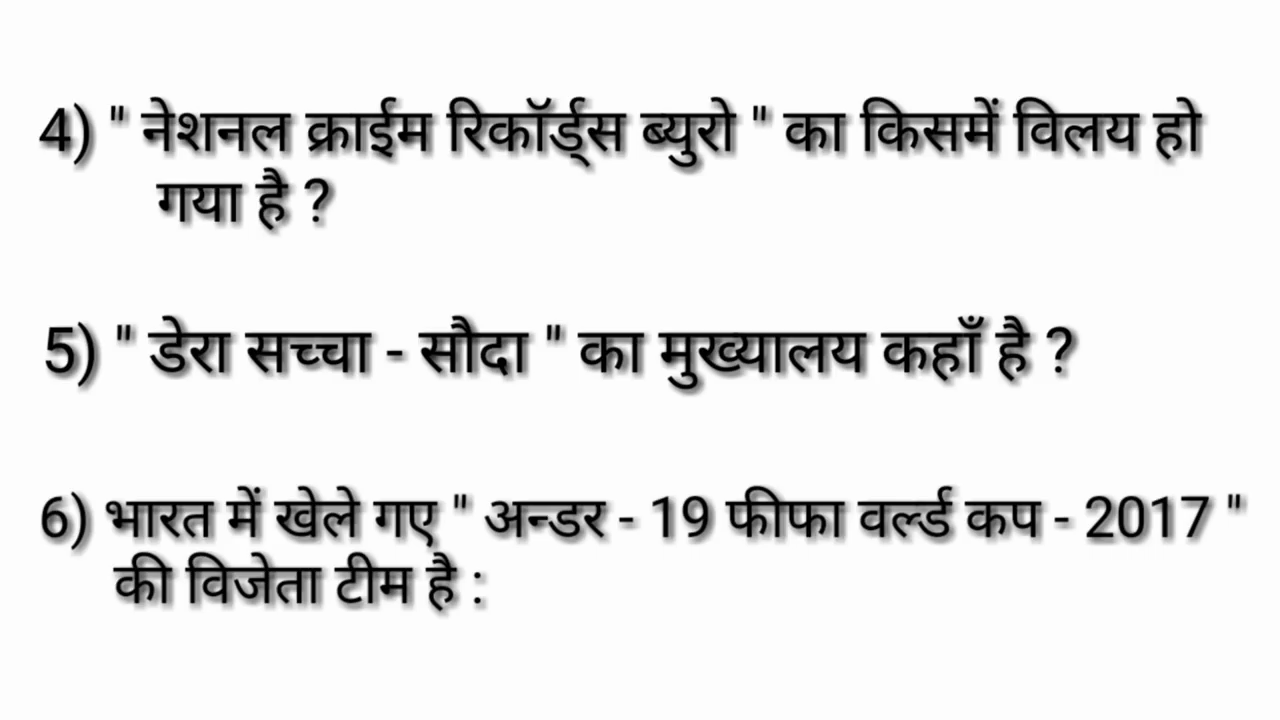 4) " नेशनल क्राईम रिकॉर्ड्स ब्युरो " का किसमें विलय हो
गया है ?
5) " डेरा सच्चा - सौदा " का मुख्यालय कहाँ है ?
6) भारत में खेले गए " अन्डर - 19 फीफा वर्ल्ड कप - 2017 "
की विजेता टीम है :